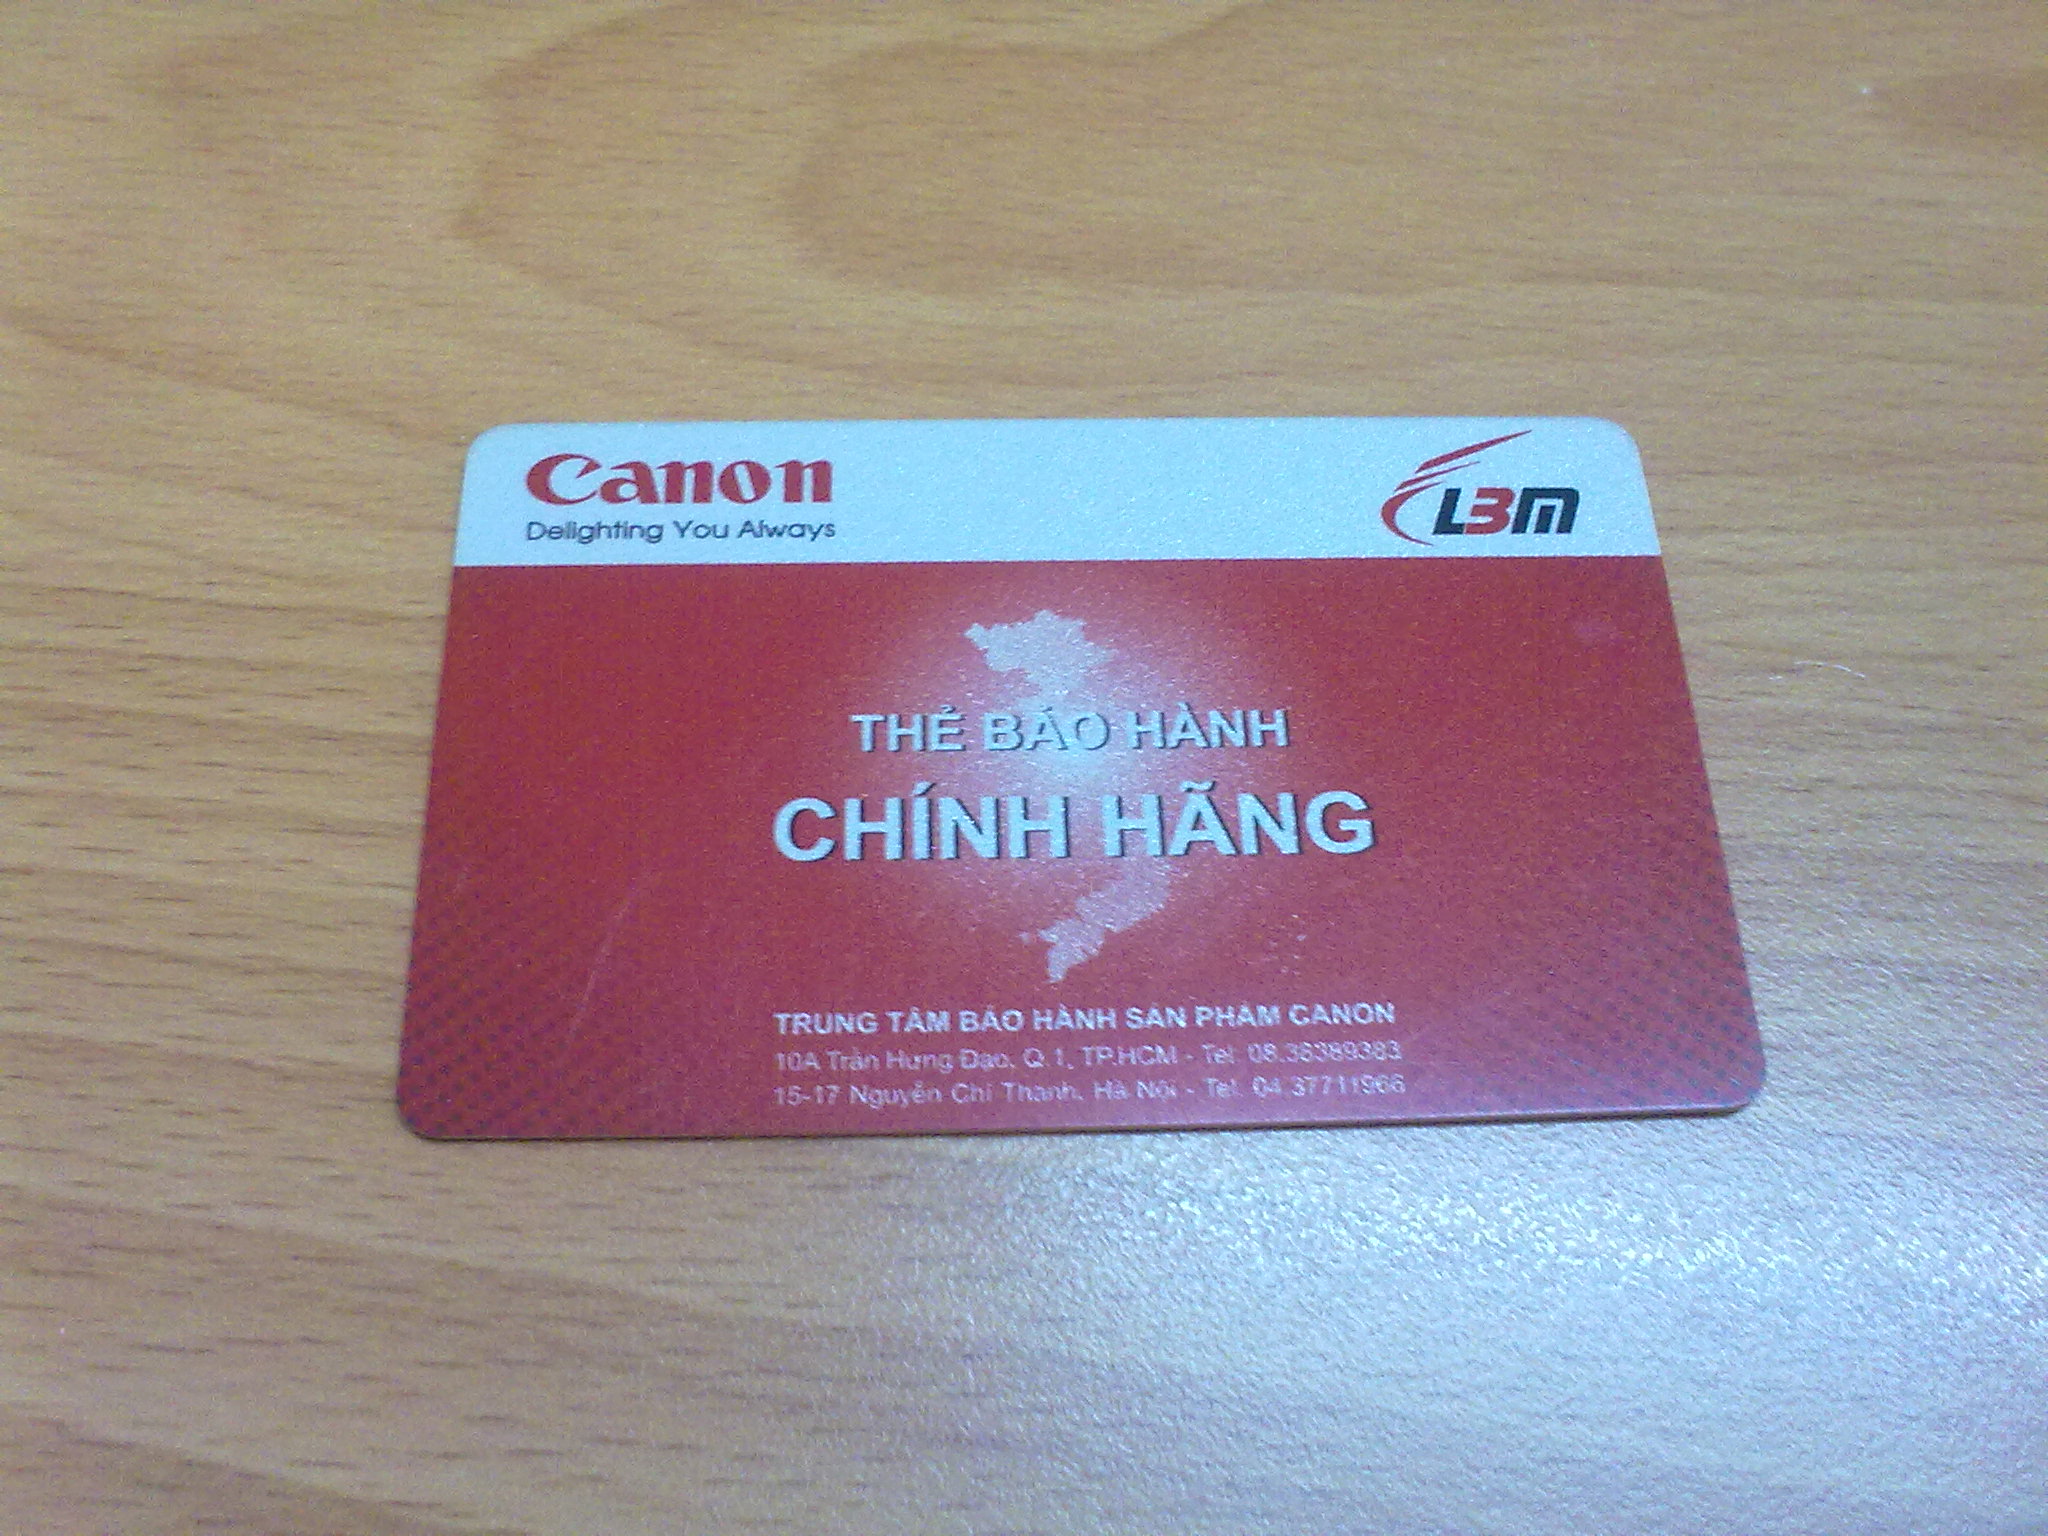 Canon
Delighting You Always
LBM
THẺ BẢO HÀNH
CHÍNH HÃNG
TRUNG TÂM BẢO HÀNH SẢN PHẨM CANON
10A Trần Hưng Đạo, Q.1, TP.HCM - Tel: 08.38389383
15-17 Nguyễn Chí Thanh, Hà Nội - Tel: 04.37711966